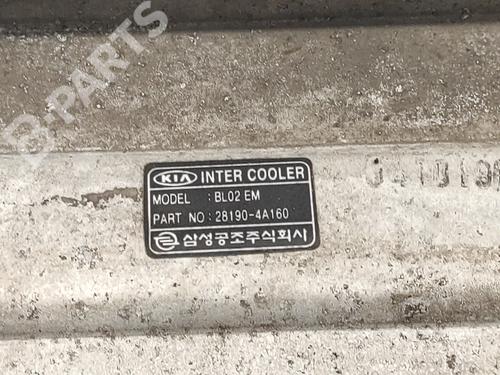 B-PARTS
KIA INTER COOLER
MODEL : BL02 EM
PART NO : 28190-4A160
삼성공조주식회사